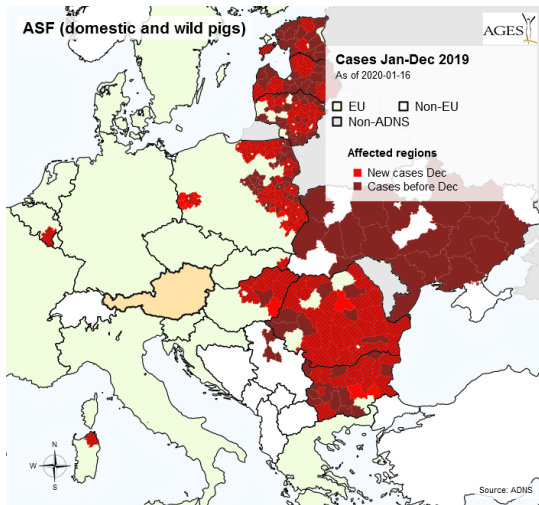 ASF (domestic and wild pigs)
AGES
Cases Jan-Dec 2019
As of 2020-01-16
EU
Non-EU
Non-ADNS
Affected regions
New cases Dec
Cases before Dec
N
W
E
S
Source: ADNS